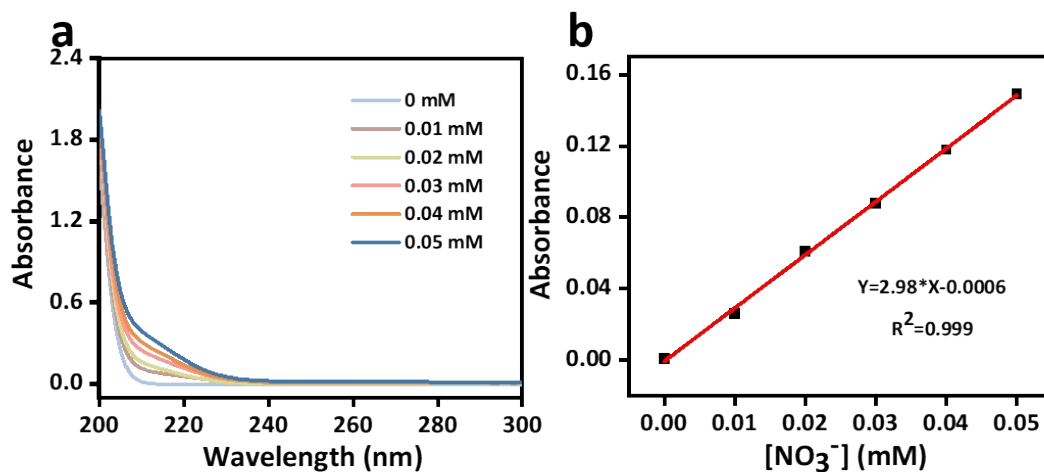 a
2.4
1.8
1.2
0.6
0.0
Absorbance
200
220
240
260
280
300
Wavelength (nm)
0 mM
0.01 mM
0.02 mM
0.03 mM
0.04 mM
0.05 mM
b
0.16
0.12
0.08
0.04
0.00
Absorbance
0.00
0.01
0.02
0.03
0.04
0.05
[NO₃⁻] (mM)
Y=2.98*X-0.0006
R²=0.999